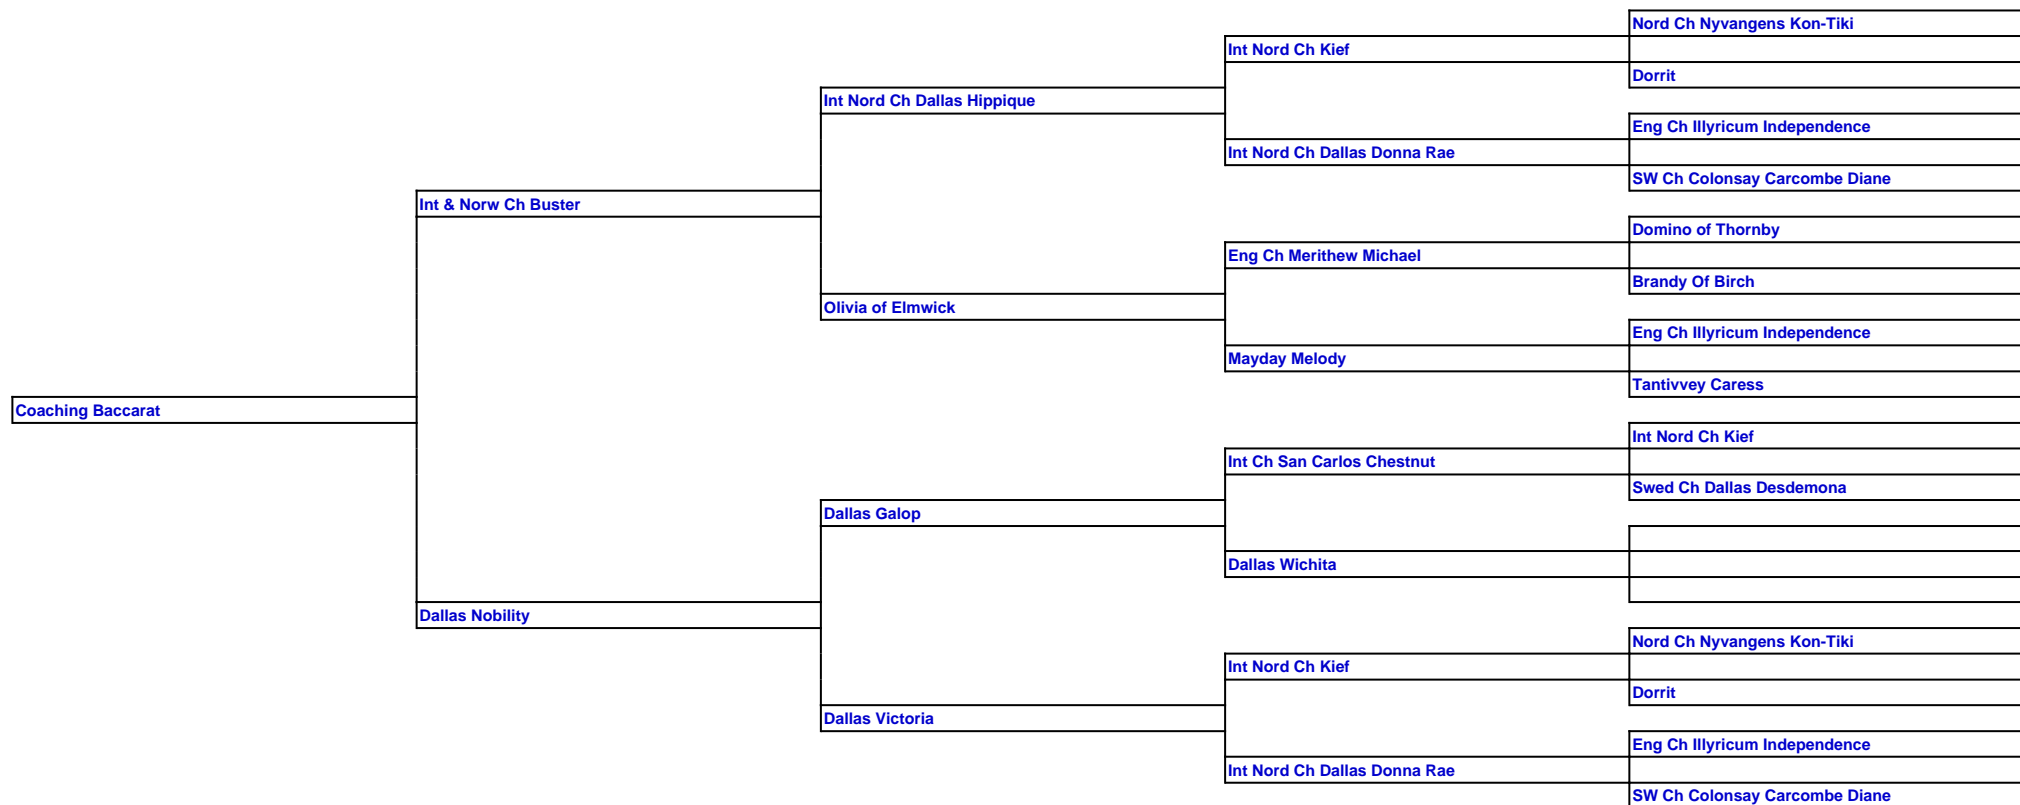 Nord Ch Nyvangens Kon-Tiki
Int Nord Ch Kief
Dorrit
Int Nord Ch Dallas Hippique
Eng Ch Illyricum Independence
Int Nord Ch Dallas Donna Rae
SW Ch Colonsay Carcombe Diane
Int & Norw Ch Buster
Domino of Thornby
Eng Ch Merithew Michael
Brandy Of Birch
Olivia of Elmwick
Eng Ch Illyricum Independence
Mayday Melody
Tantivvey Caress
Coaching Baccarat
Int Nord Ch Kief
Int Ch San Carlos Chestnut
Swed Ch Dallas Desdemona
Dallas Galop
Dallas Wichita
Dallas Nobility
Nord Ch Nyvangens Kon-Tiki
Int Nord Ch Kief
Dorrit
Dallas Victoria
Eng Ch Illyricum Independence
Int Nord Ch Dallas Donna Rae
SW Ch Colonsay Carcombe Diane